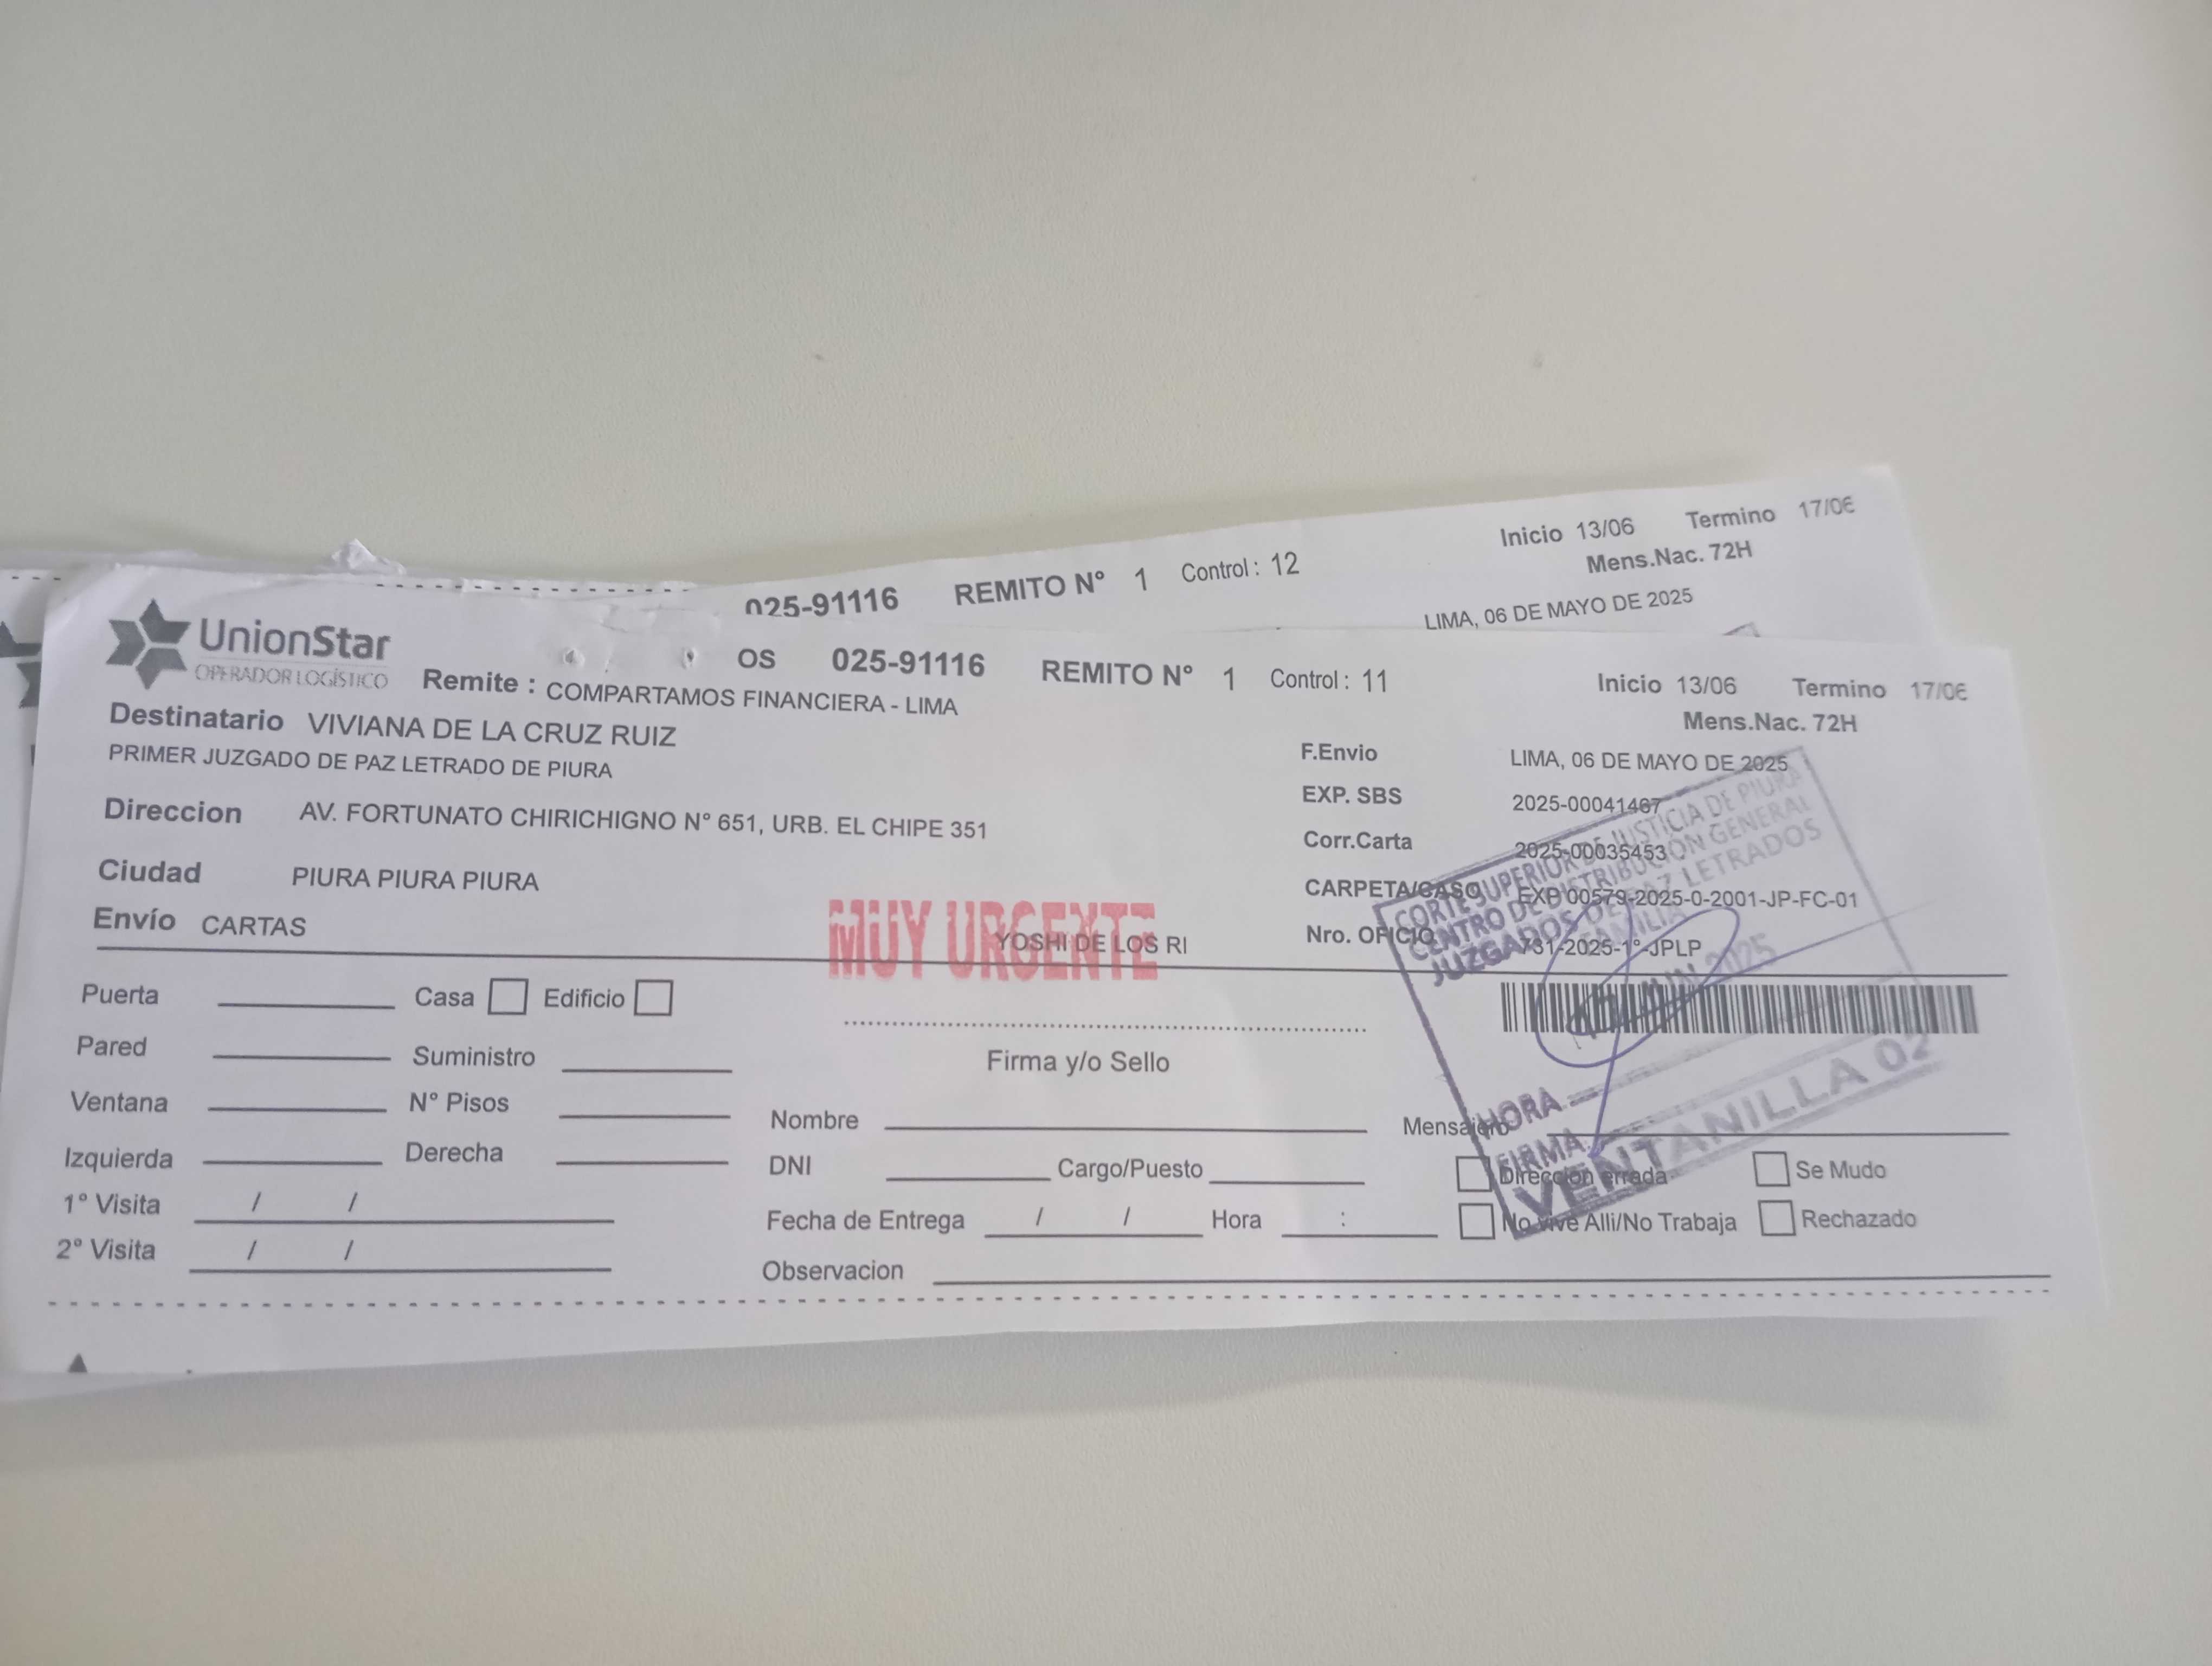 025-91116 REMITO N° 1 Control : 12 Inicio 13/06 Termino 17/06
Mens.Nac. 72H
LIMA, 06 DE MAYO DE 2025
UnionStar
OPERADOR LOGÍSTICO
OS 025-91116 REMITO N° 1 Control : 11 Inicio 13/06 Termino 17/06
Mens.Nac. 72H
Remite : COMPARTAMOS FINANCIERA - LIMA
Destinatario VIVIANA DE LA CRUZ RUIZ
PRIMER JUZGADO DE PAZ LETRADO DE PIURA
Direccion AV. FORTUNATO CHIRICHIGNO N° 651, URB. EL CHIPE 351
Ciudad PIURA PIURA PIURA
Envío CARTAS
MUY URGENTE
YOSHI DE LOS RI
F.Envio LIMA, 06 DE MAYO DE 2025
EXP. SBS 2025-00041467
Corr.Carta 2025-00035453
CARPETA/CASO EXP 00579-2025-0-2001-JP-FC-01
Nro. OFICIO 731-2025-1°-JPLP
CORTE SUPERIOR DE JUSTICIA DE PIURA
CENTRO DE DISTRIBUCIÓN GENERAL
JUZGADOS DE PAZ LETRADOS
FAMILIA
JUN 2025
HORA
FIRMA
VENTANILLA 02
Puerta Casa Edificio
Pared Suministro
Ventana N° Pisos
Izquierda Derecha
1° Visita / /
2° Visita / /
Firma y/o Sello
Nombre
DNI Cargo/Puesto
Fecha de Entrega / / Hora :
Observacion
Mensajero
Direccion errada Se Mudo
No vive Alli/No Trabaja Rechazado